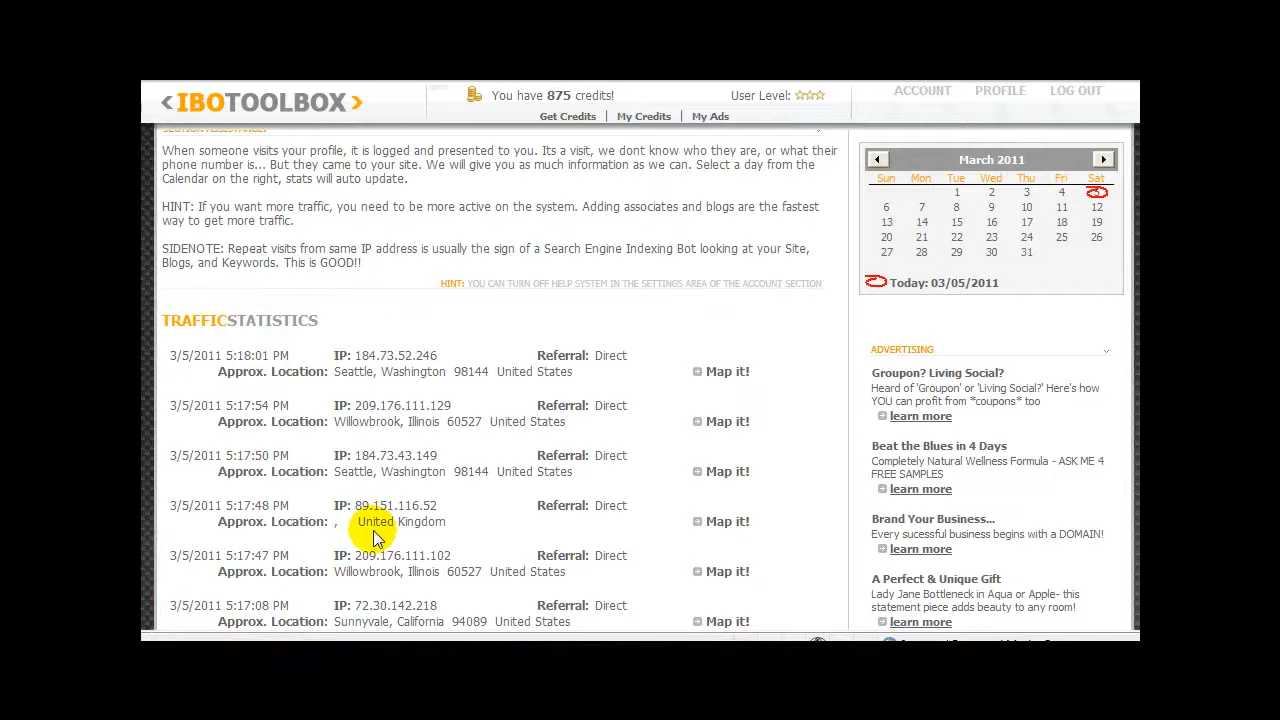 <IBOTOOLBOX>
You have 875 credits!
User Level:
ACCOUNT PROFILE LOG OUT
Get Credits | My Credits | My Ads
SECTION ASSISTANCE:
When someone visits your profile, it is logged and presented to you. Its a visit, we dont know who they are, or what their
phone number is... But they came to your site. We will give you as much information as we can. Select a day from the
Calendar on the right, stats will auto update.
HINT: If you want more traffic, you need to be more active on the system. Adding associates and blogs are the fastest
way to get more traffic.
SIDENOTE: Repeat visits from same IP address is usually the sign of a Search Engine Indexing Bot looking at your Site,
Blogs, and Keywords. This is GOOD!!
HINT: YOU CAN TURN OFF HELP SYSTEM IN THE SETTINGS AREA OF THE ACCOUNT SECTION
TRAFFICSTATISTICS
3/5/2011 5:18:01 PM IP: 184.73.52.246 Referral: Direct
Approx. Location: Seattle, Washington 98144 United States Map it!
3/5/2011 5:17:54 PM IP: 209.176.111.129 Referral: Direct
Approx. Location: Willowbrook, Illinois 60527 United States Map it!
3/5/2011 5:17:50 PM IP: 184.73.43.149 Referral: Direct
Approx. Location: Seattle, Washington 98144 United States Map it!
3/5/2011 5:17:48 PM IP: 89.151.116.52 Referral: Direct
Approx. Location: , United Kingdom Map it!
3/5/2011 5:17:47 PM IP: 209.176.111.102 Referral: Direct
Approx. Location: Willowbrook, Illinois 60527 United States Map it!
3/5/2011 5:17:08 PM IP: 72.30.142.218 Referral: Direct
Approx. Location: Sunnyvale, California 94089 United States Map it!
March 2011
Sun Mon Tue Wed Thu Fri Sat
1 2 3 4 5
6 7 8 9 10 11 12
13 14 15 16 17 18 19
20 21 22 23 24 25 26
27 28 29 30 31
Today: 03/05/2011
ADVERTISING
Groupon? Living Social?
Heard of 'Groupon' or 'Living Social?' Here's how
YOU can profit from *coupons* too
learn more
Beat the Blues in 4 Days
Completely Natural Wellness Formula - ASK ME 4
FREE SAMPLES
learn more
Brand Your Business...
Every sucessful business begins with a DOMAIN!
learn more
A Perfect & Unique Gift
Lady Jane Bottleneck in Aqua or Apple- this
statement piece adds beauty to any room!
learn more